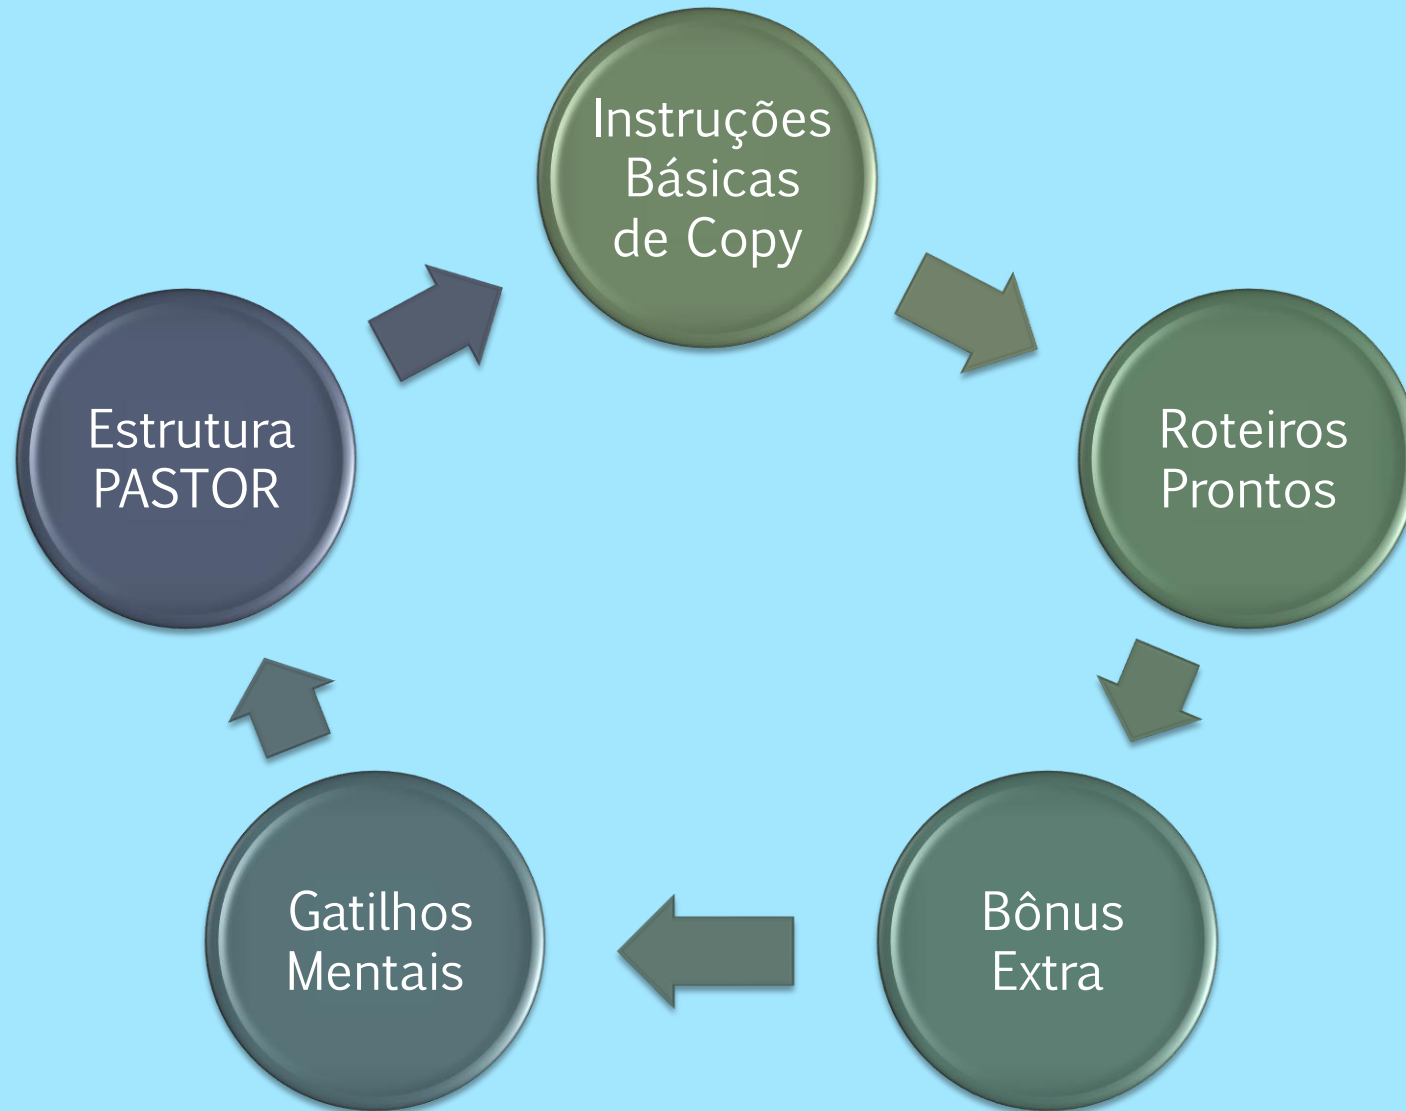 Instruções
Básicas
de Copy
Roteiros
Prontos
Bônus
Extra
Gatilhos
Mentais
Estrutura
PASTOR